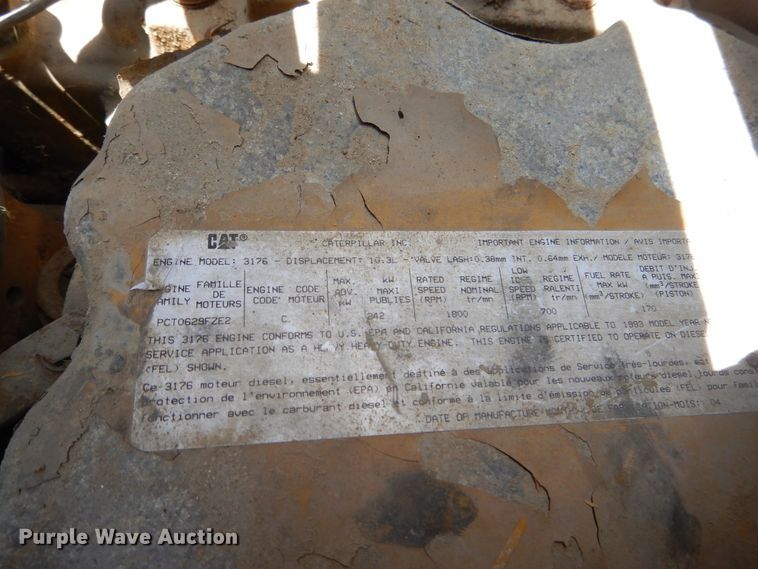 CAT® CATERPILLAR INC. IMPORTANT ENGINE INFORMATION / AVIS IMPORTA
ENGINE MODEL: 3176 - DISPLACEMENT: 10.3L - VALVE LASH: 0.38mm INT. 0.64mm EXH./ MODELE MOTEUR: 3176
ENGINE FAMILY FAMILLE DE MOTEURS ENGINE CODE ENGINE CODE CODE MOTEUR MAX ADV kW kW MAXI PUBLIES RATED SPEED (RPM) REGIME NOMINAL tr/mn LOW IDLE SPEED (RPM) REGIME RALENTI tr/mn FUEL RATE MAX kW (mm³/STROKE) DEBIT D'INJ A PUIS. MAX (mm³/STROKE) (PISTON)
PCT0629FZE2 C 242 1800 700 170
THIS 3176 ENGINE CONFORMS TO U.S. EPA AND CALIFORNIA REGULATIONS APPLICABLE TO 1993 MODEL YEAR
SERVICE APPLICATION AS A HEAVY HEAVY-DUTY ENGINE. THIS ENGINE IS CERTIFIED TO OPERATE ON DIESEL
(FEL) SHOWN.
Ce-3176 moteur diesel, essentiellement destiné à des applications de Service très-lourdes, est
protection de l'environnement (EPA) en Californie valable pour les nouveaux moteurs diesel lourds
fonctionner avec le carburant diesel et conforme à la limite d'émission de particules (FEL) pour
DATE OF MANUFACTURE 04
Purple Wave Auction